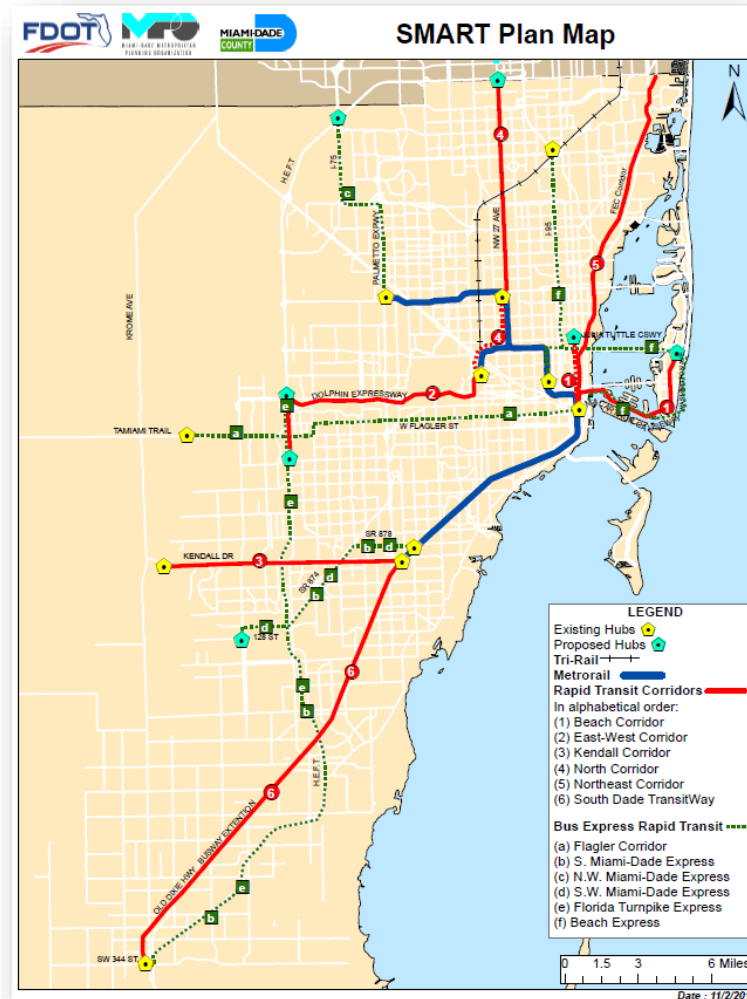 FDOT
MPO
MIAMI-DADE METROPOLITAN
PLANNING ORGANIZATION
MIAMI-DADE
COUNTY
SMART Plan Map
N
H.E.F.T
I-75
c
PALMETTO EXPWY
4
NW 27 AVE
I-95
FEC Corridor
5
KROME AVE
f
4
JULIA TUTTLE CSWY
f
e
DOLPHIN EXPRESSWAY
2
1
f
1
TAMIAMI TRAIL
a
W FLAGLER ST
a
e
SR 878
b
d
KENDALL DR
3
SR 874
d
b
d
128 ST
6
e
b
H.E.F.T
6
OLD DIXIE HWY BUSWAY EXTENTION
e
b
SW 344 ST.
LEGEND
Existing Hubs
Proposed Hubs
Tri-Rail
Metrorail
Rapid Transit Corridors
In alphabetical order:
(1) Beach Corridor
(2) East-West Corridor
(3) Kendall Corridor
(4) North Corridor
(5) Northeast Corridor
(6) South Dade TransitWay
Bus Express Rapid Transit
(a) Flagler Corridor
(b) S. Miami-Dade Express
(c) N.W. Miami-Dade Express
(d) S.W. Miami-Dade Express
(e) Florida Turnpike Express
(f) Beach Express
0 1.5 3 6 Miles
Date : 11/2/201